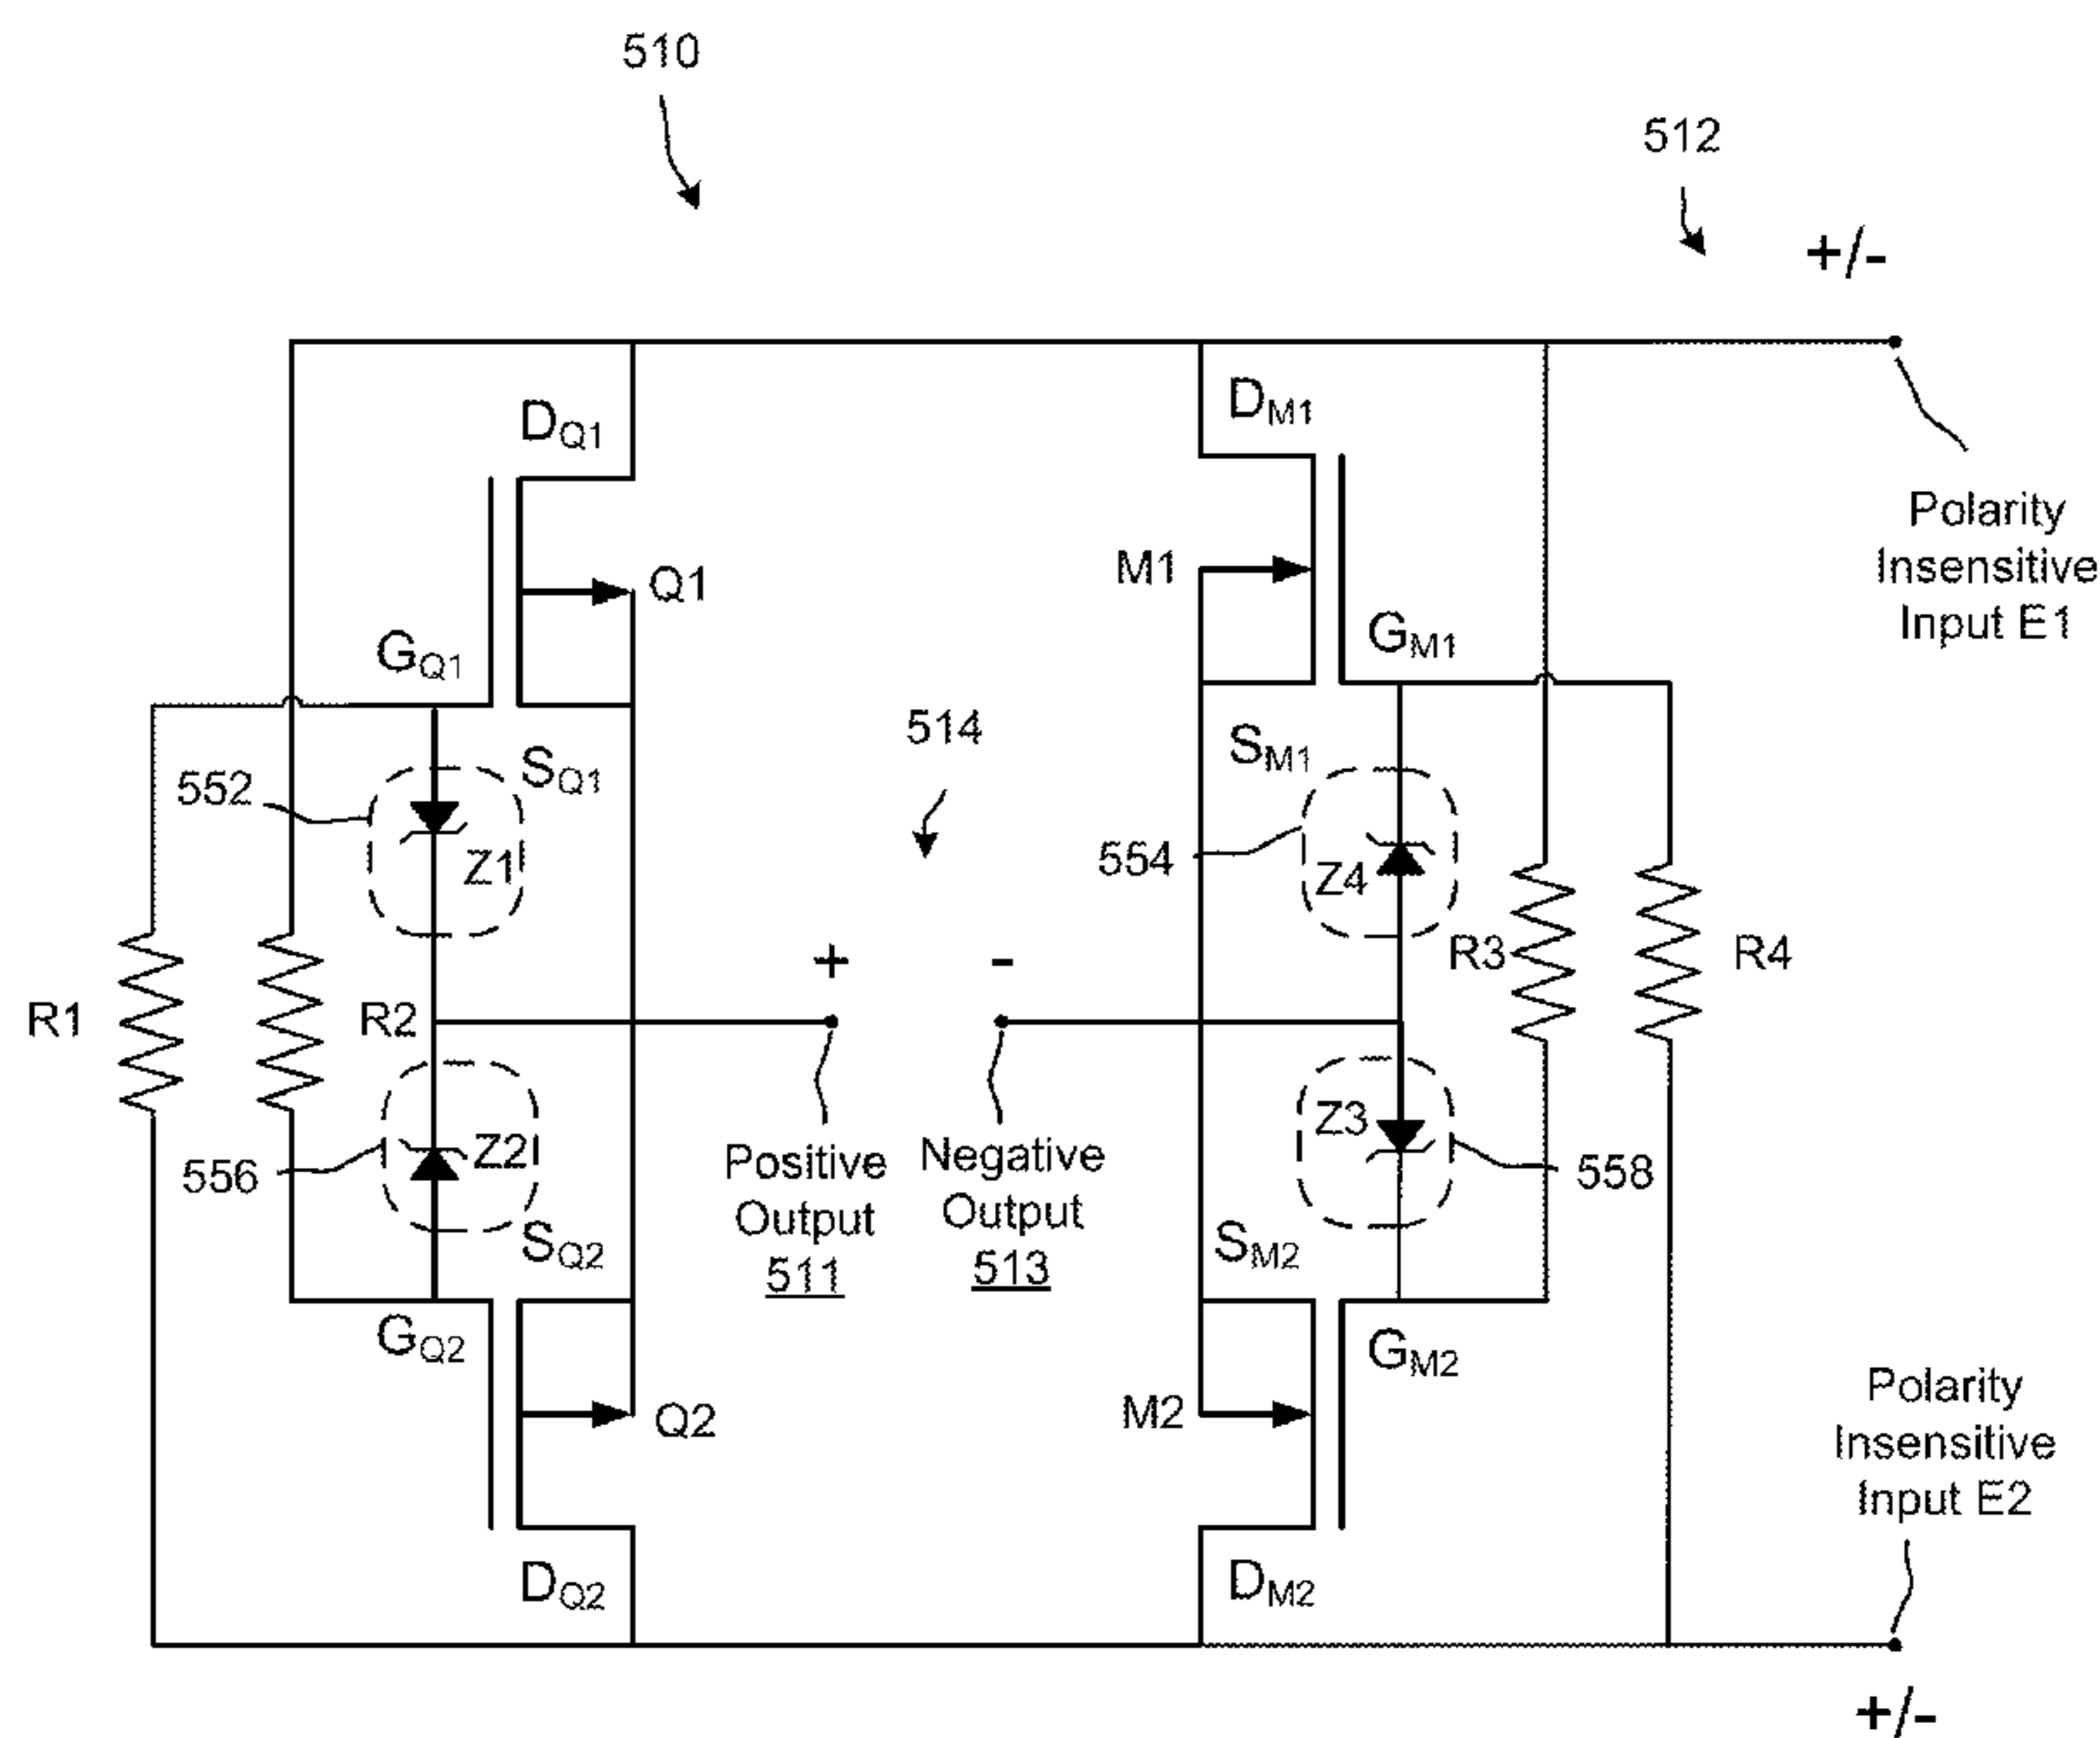 510
512
+/-
Polarity
Insensitive
Input E1
DQ1
DM1
Q1
M1
GQ1
GM1
514
SQ1
SM1
552
Z1
554
Z4
R1
R2
+
-
R3
R4
556
Z2
Positive
Output
511
Negative
Output
513
Z3
558
SQ2
SM2
GQ2
GM2
Q2
M2
Polarity
Insensitive
Input E2
DQ2
DM2
+/-